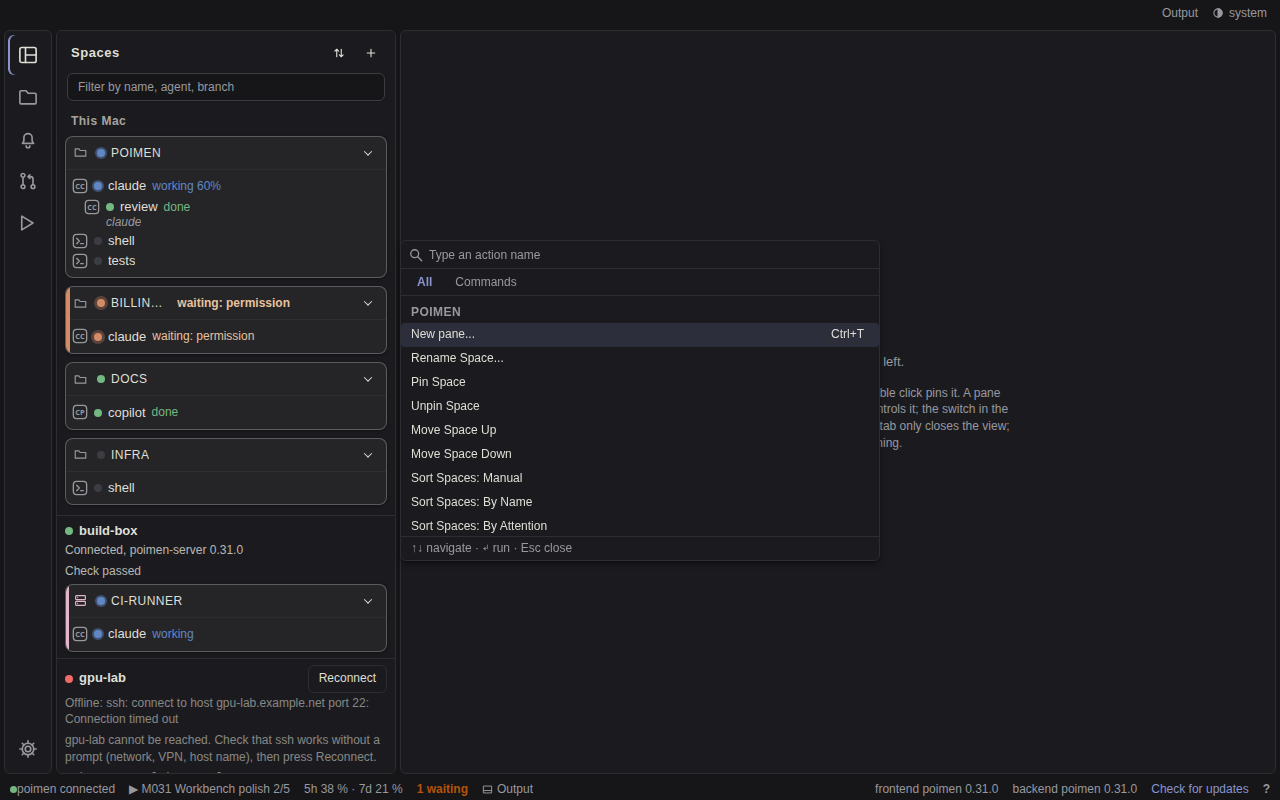 Output system
Spaces
Filter by name, agent, branch
This Mac
POIMEN
CC claude working 60%
CC review done
claude
shell
tests
BILLIN… waiting: permission
CC claude waiting: permission
DOCS
CP copilot done
INFRA
shell
build-box
Connected, poimen-server 0.31.0
Check passed
CI-RUNNER
CC claude working
gpu-lab Reconnect
Offline: ssh: connect to host gpu-lab.example.net port 22:
Connection timed out
gpu-lab cannot be reached. Check that ssh works without a
prompt (network, VPN, host name), then press Reconnect.
Type an action name
All Commands
POIMEN
New pane... Ctrl+T
Rename Space...
Pin Space
Unpin Space
Move Space Up
Move Space Down
Sort Spaces: Manual
Sort Spaces: By Name
Sort Spaces: By Attention
↑↓ navigate · ↲ run · Esc close
left.
click pins it. A pane
it; the switch in the
tab only closes the view;
poimen connected ▶ M031 Workbench polish 2/5 5h 38 % · 7d 21 % 1 waiting Output frontend poimen 0.31.0 backend poimen 0.31.0 Check for updates ?